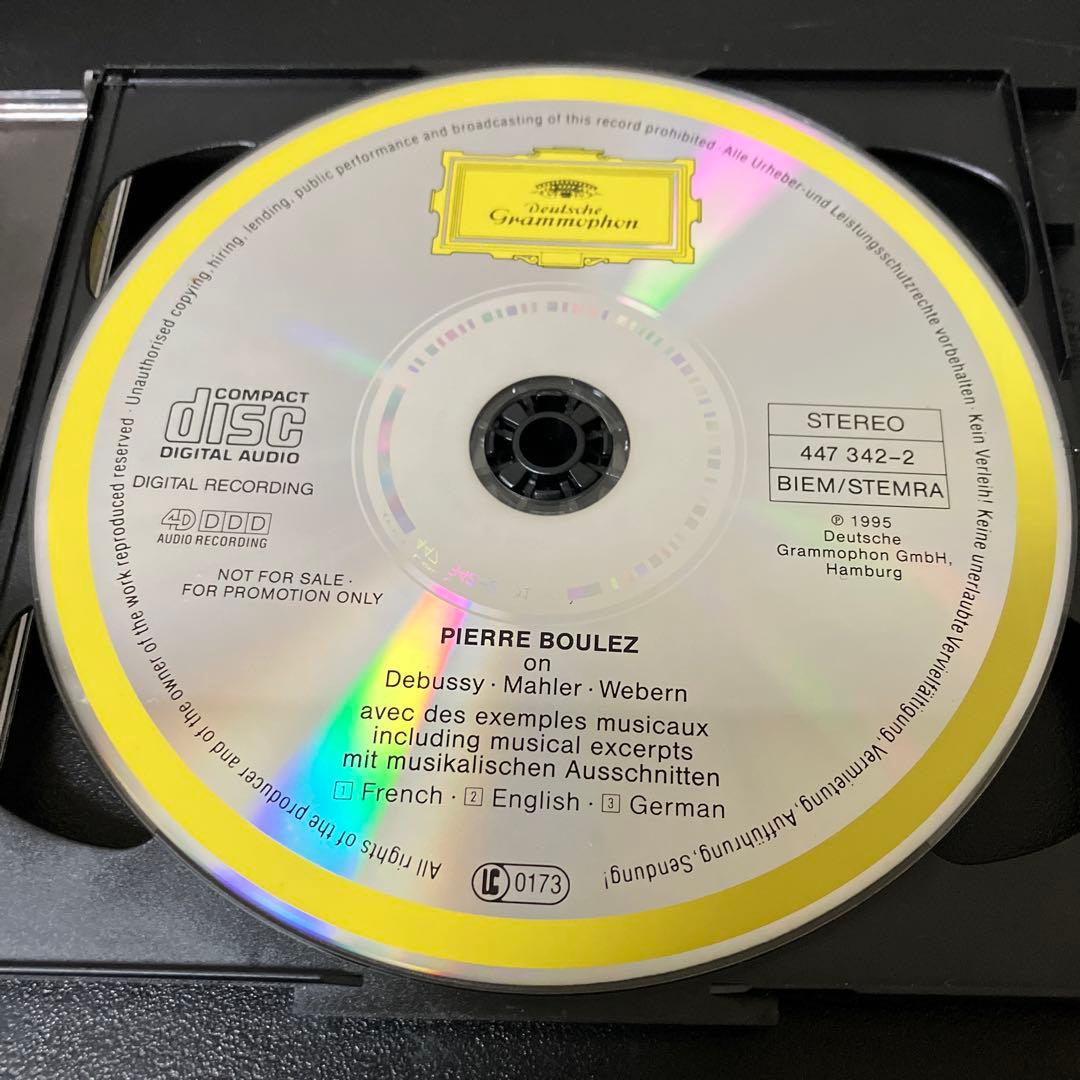 All rights of the producer and of the owner of the work reproduced reserved · Unauthorised copying, hiring, lending, public performance and broadcasting of this record prohibited · Alle Urheber- und Leistungsschutzrechte vorbehalten · Kein Verleih! Keine unerlaubte Vervielfältigung, Vermietung, Aufführung, Sendung!
Deutsche
Grammophon
COMPACT
disc
DIGITAL AUDIO
DIGITAL RECORDING
4D DDD
AUDIO RECORDING
NOT FOR SALE ·
FOR PROMOTION ONLY
STEREO
447 342-2
BIEM/STEMRA
℗ 1995
Deutsche
Grammophon GmbH,
Hamburg
PIERRE BOULEZ
on
Debussy · Mahler · Webern
avec des exemples musicaux
including musical excerpts
mit musikalischen Ausschnitten
1 French · 2 English · 3 German
LC 0173